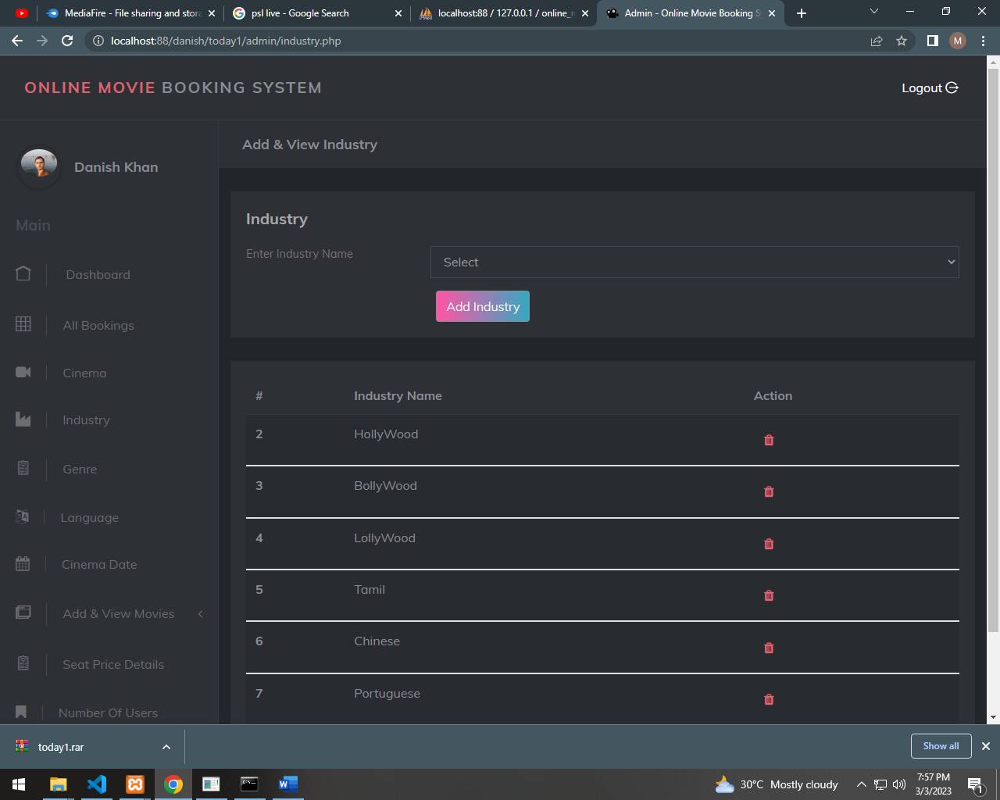 MediaFire - File sharing and stora
psl live - Google Search
localhost:88 / 127.0.0.1 / online_m
Admin - Online Movie Booking S
localhost:88/danish/today1/admin/industry.php
M
ONLINE MOVIE BOOKING SYSTEM
Logout
Danish Khan
Main
Dashboard
All Bookings
Cinema
Industry
Genre
Language
Cinema Date
Add & View Movies
Seat Price Details
Number Of Users
Add & View Industry
Industry
Enter Industry Name
Select
Add Industry
# Industry Name Action
2 HollyWood
3 BollyWood
4 LollyWood
5 Tamil
6 Chinese
7 Portuguese
today1.rar
Show all
30°C Mostly cloudy
7:57 PM
3/3/2023
1